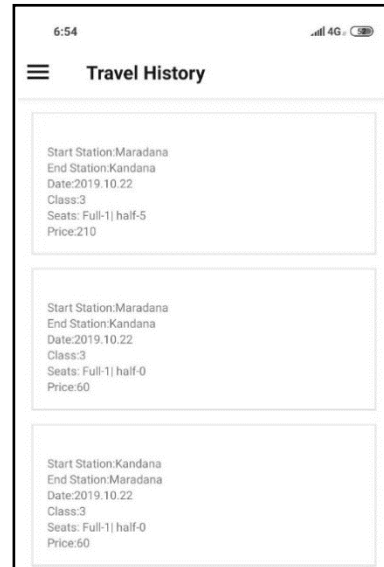 6:54
4G
Travel History
Start Station:Maradana
End Station:Kandana
Date:2019.10.22
Class:3
Seats: Full-1| half-5
Price:210
Start Station:Maradana
End Station:Kandana
Date:2019.10.22
Class:3
Seats: Full-1| half-0
Price:60
Start Station:Kandana
End Station:Maradana
Date:2019.10.22
Class:3
Seats: Full-1| half-0
Price:60